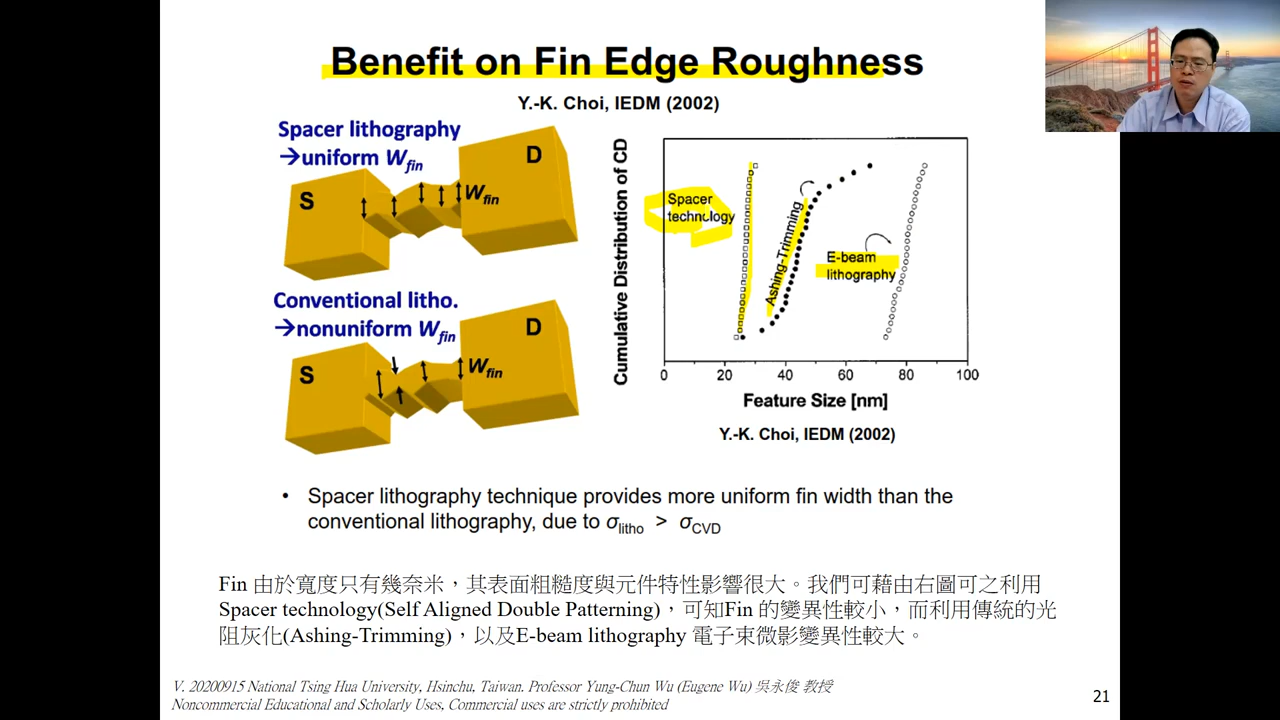 Benefit on Fin Edge Roughness
Y.-K. Choi, IEDM (2002)
Spacer lithography
→uniform Wfin
S
D
Wfin
Conventional litho.
→nonuniform Wfin
S
D
Wfin
Cumulative Distribution of CD
Spacer
technology
Ashing-Trimming
E-beam
lithography
0 20 40 60 80 100
Feature Size [nm]
Y.-K. Choi, IEDM (2002)
• Spacer lithography technique provides more uniform fin width than the
conventional lithography, due to σlitho > σCVD
Fin 由於寬度只有幾奈米，其表面粗糙度與元件特性影響很大。我們可藉由右圖可之利用
Spacer technology(Self Aligned Double Patterning)，可知Fin 的變異性較小，而利用傳統的光
阻灰化(Ashing-Trimming)，以及E-beam lithography 電子束微影變異性較大。
V. 20200915 National Tsing Hua University, Hsinchu, Taiwan. Professor Yung-Chun Wu (Eugene Wu) 吳永俊 教授
Noncommercial Educational and Scholarly Uses, Commercial uses are strictly prohibited
21